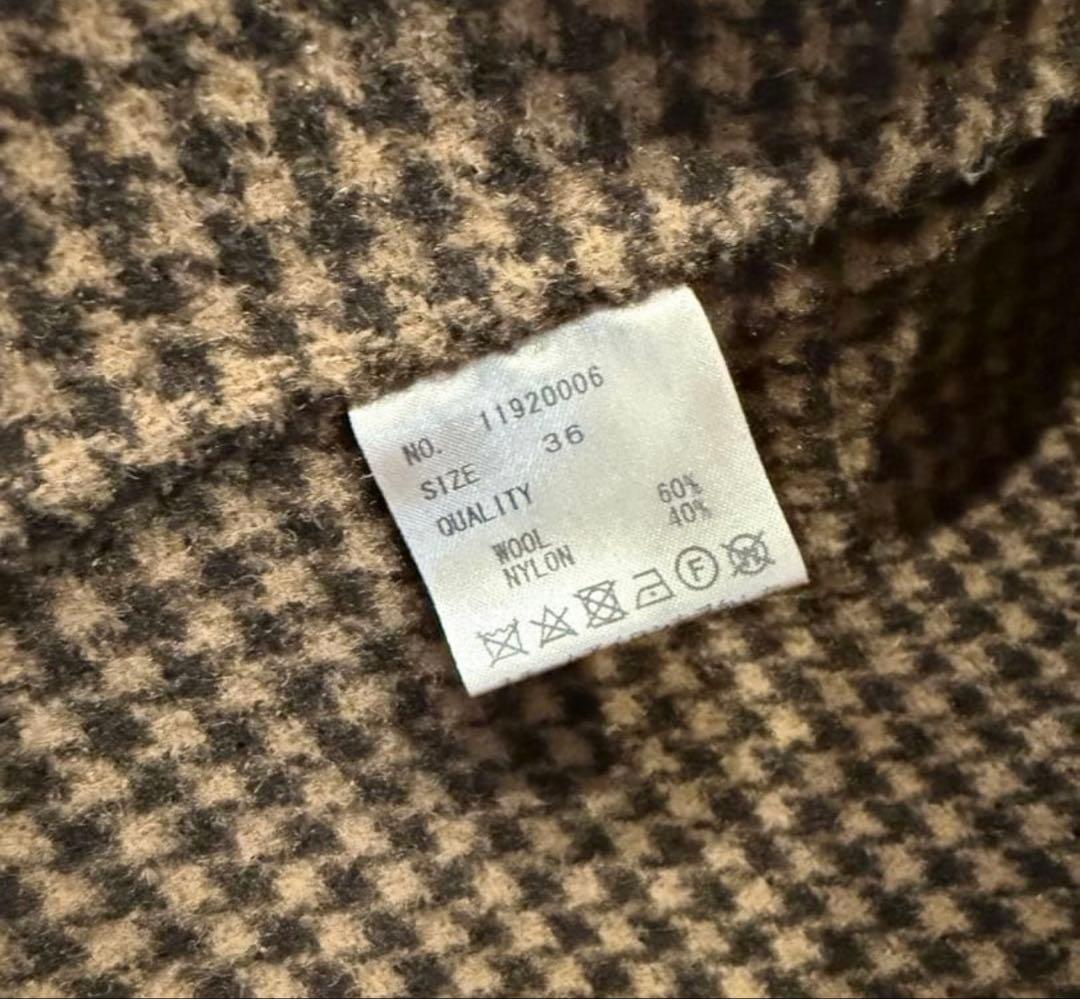 NO. 11920006
SIZE 36
QUALITY
WOOL 60%
NYLON 40%
F
W